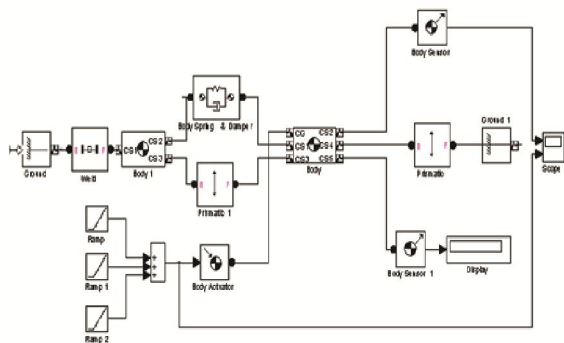 Body Sensor
CS2
CS1
CS3
Body Spring & Damper
CG
CS2
CS1
CS4
CS3
CS5
Ground 1
B
F
B
F
Ground
Weld
Body 1
Body
Prismatic
Scope
B
F
Prismatic 1
Ramp
Ramp 1
Ramp 2
Body Actuator
Body Sensor 1
Display